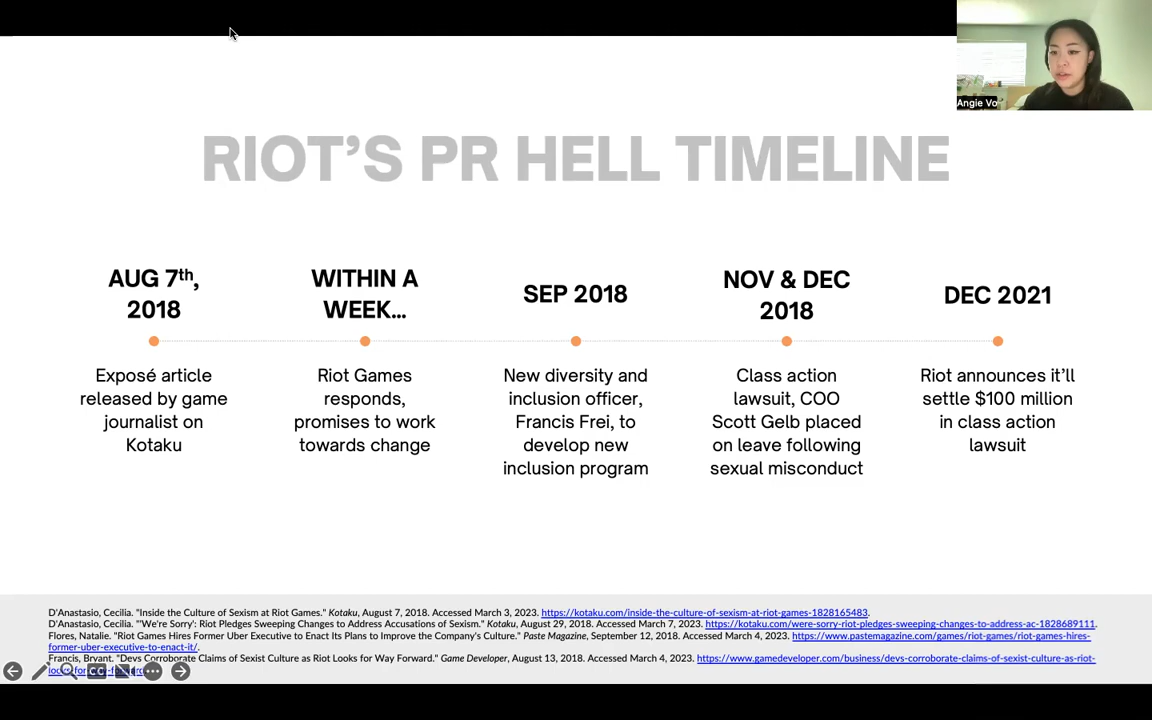 Angie Vo
RIOT’S PR HELL TIMELINE
AUG 7th,
2018
Exposé article
released by game
journalist on
Kotaku
WITHIN A
WEEK...
Riot Games
responds,
promises to work
towards change
SEP 2018
New diversity and
inclusion officer,
Francis Frei, to
develop new
inclusion program
NOV & DEC
2018
Class action
lawsuit, COO
Scott Gelb placed
on leave following
sexual misconduct
DEC 2021
Riot announces it’ll
settle $100 million
in class action
lawsuit
D'Anastasio, Cecilia. "Inside the Culture of Sexism at Riot Games." Kotaku, August 7, 2018. Accessed March 3, 2023. https://kotaku.com/inside-the-culture-of-sexism-at-riot-games-1828165483.
D'Anastasio, Cecilia. "'We're Sorry': Riot Pledges Sweeping Changes to Address Accusations of Sexism." Kotaku, August 29, 2018. Accessed March 7, 2023. https://kotaku.com/were-sorry-riot-pledges-sweeping-changes-to-address-ac-1828689111.
Flores, Natalie. "Riot Games Hires Former Uber Executive to Enact Its Plans to Improve the Company's Culture." Paste Magazine, September 12, 2018. Accessed March 4, 2023. https://www.pastemagazine.com/games/riot-games/riot-games-hires-
former-uber-executive-to-enact-it/.
Francis, Bryant. "Devs Corroborate Claims of Sexist Culture as Riot Looks for Way Forward." Game Developer, August 13, 2018. Accessed March 4, 2023. https://www.gamedeveloper.com/business/devs-corroborate-claims-of-sexist-culture-as-riot-